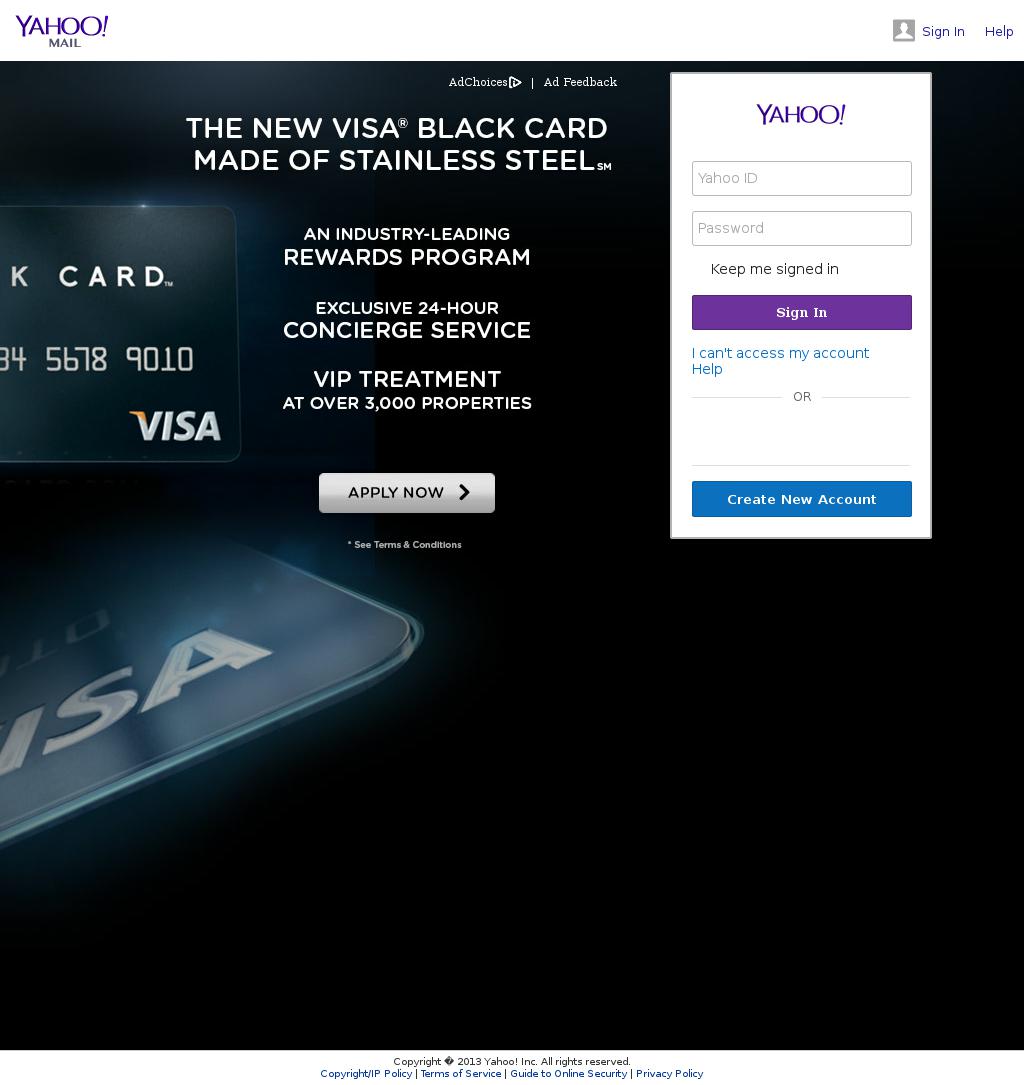 YAHOO!
MAIL
Sign In
Help
AdChoices | Ad Feedback
THE NEW VISA® BLACK CARD
MADE OF STAINLESS STEEL℠
AN INDUSTRY-LEADING
REWARDS PROGRAM
EXCLUSIVE 24-HOUR
CONCIERGE SERVICE
VIP TREATMENT
AT OVER 3,000 PROPERTIES
APPLY NOW
* See Terms & Conditions
K CARD™
34 5678 9010
VISA
VISA
YAHOO!
Yahoo ID
Password
Keep me signed in
Sign In
I can't access my account
Help
OR
Create New Account
Copyright � 2013 Yahoo! Inc. All rights reserved.
Copyright/IP Policy | Terms of Service | Guide to Online Security | Privacy Policy